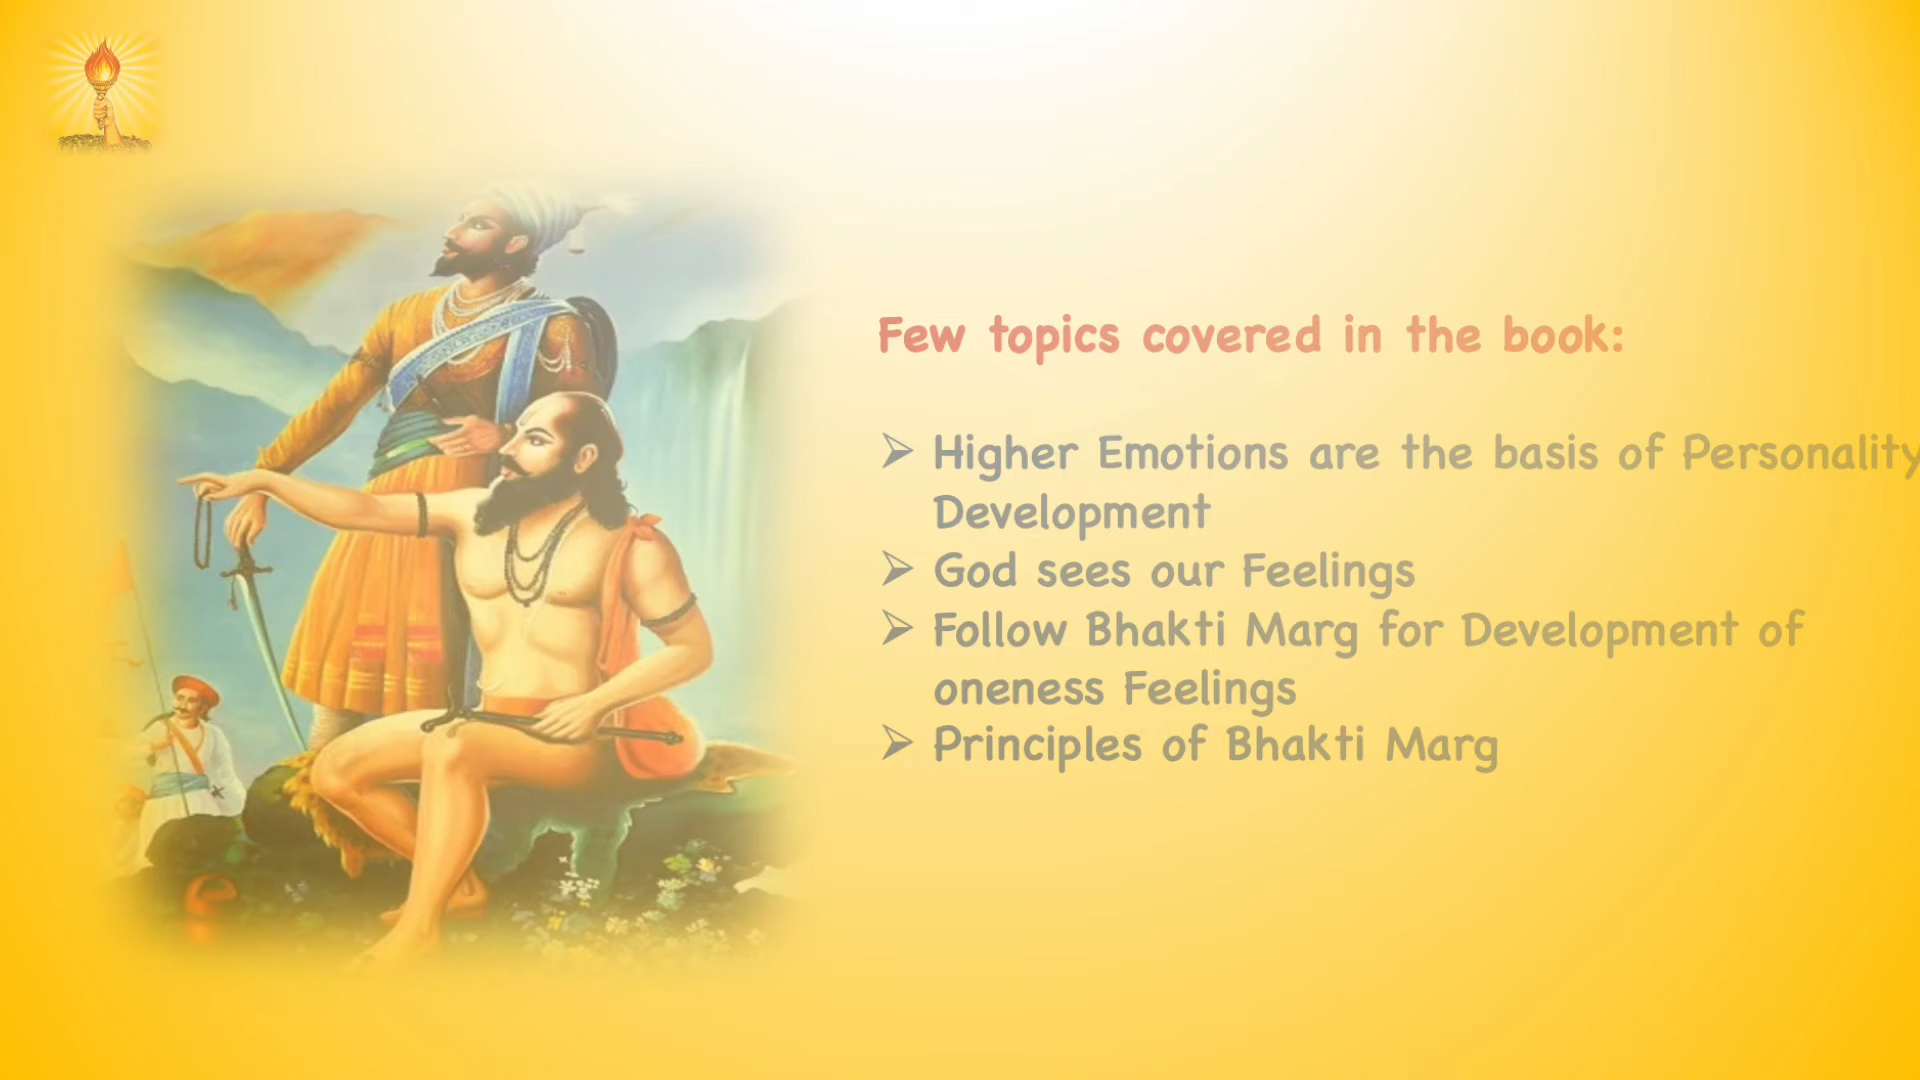 Few topics covered in the book:
➢ Higher Emotions are the basis of Personality
Development
➢ God sees our Feelings
➢ Follow Bhakti Marg for Development of
oneness Feelings
➢ Principles of Bhakti Marg